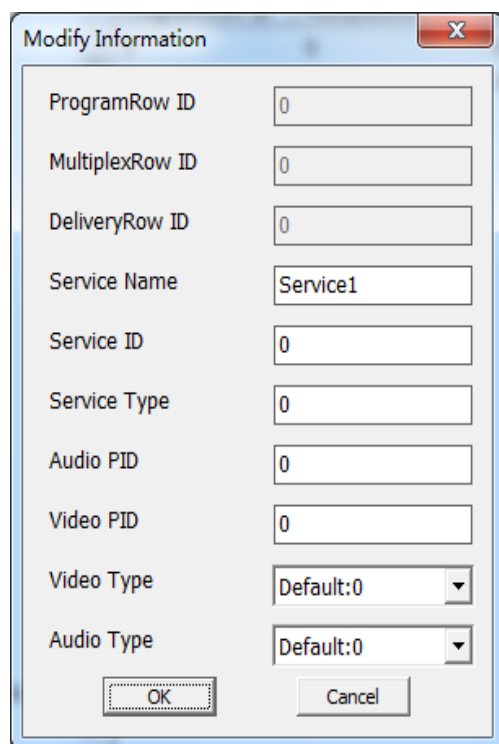 Modify Information
ProgramRow ID 0
MultiplexRow ID 0
DeliveryRow ID 0
Service Name Service1
Service ID 0
Service Type 0
Audio PID 0
Video PID 0
Video Type Default:0
Audio Type Default:0
OK Cancel